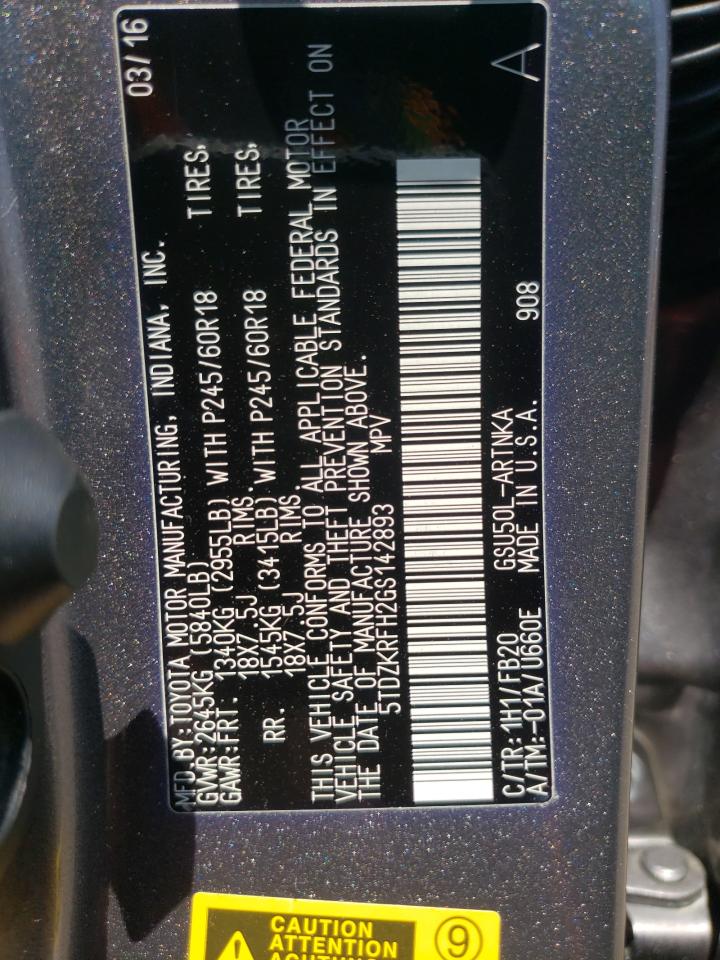 MFD.BY:TOYOTA MOTOR MANUFACTURING, INDIANA, INC. 03/16
GVWR:2645KG (5840LB)
GAWR:FRT. 1340KG (2955LB) WITH P245/60R18 TIRES,
18X7.5J RIMS.
RR. 1545KG (3415LB) WITH P245/60R18 TIRES,
18X7.5J RIMS
THIS VEHICLE CONFORMS TO ALL APPLICABLE FEDERAL MOTOR
VEHICLE SAFETY AND THEFT PREVENTION STANDARDS IN EFFECT ON
THE DATE OF MANUFACTURE SHOWN ABOVE.
5TDZKRFH2GS142893 MPV
C/TR:1H1/FB20 GSU50L-ARTNKA
A/TM:-01A/U660E MADE IN U.S.A. 908 A
CAUTION 9
ATTENTION
ACHTUNG